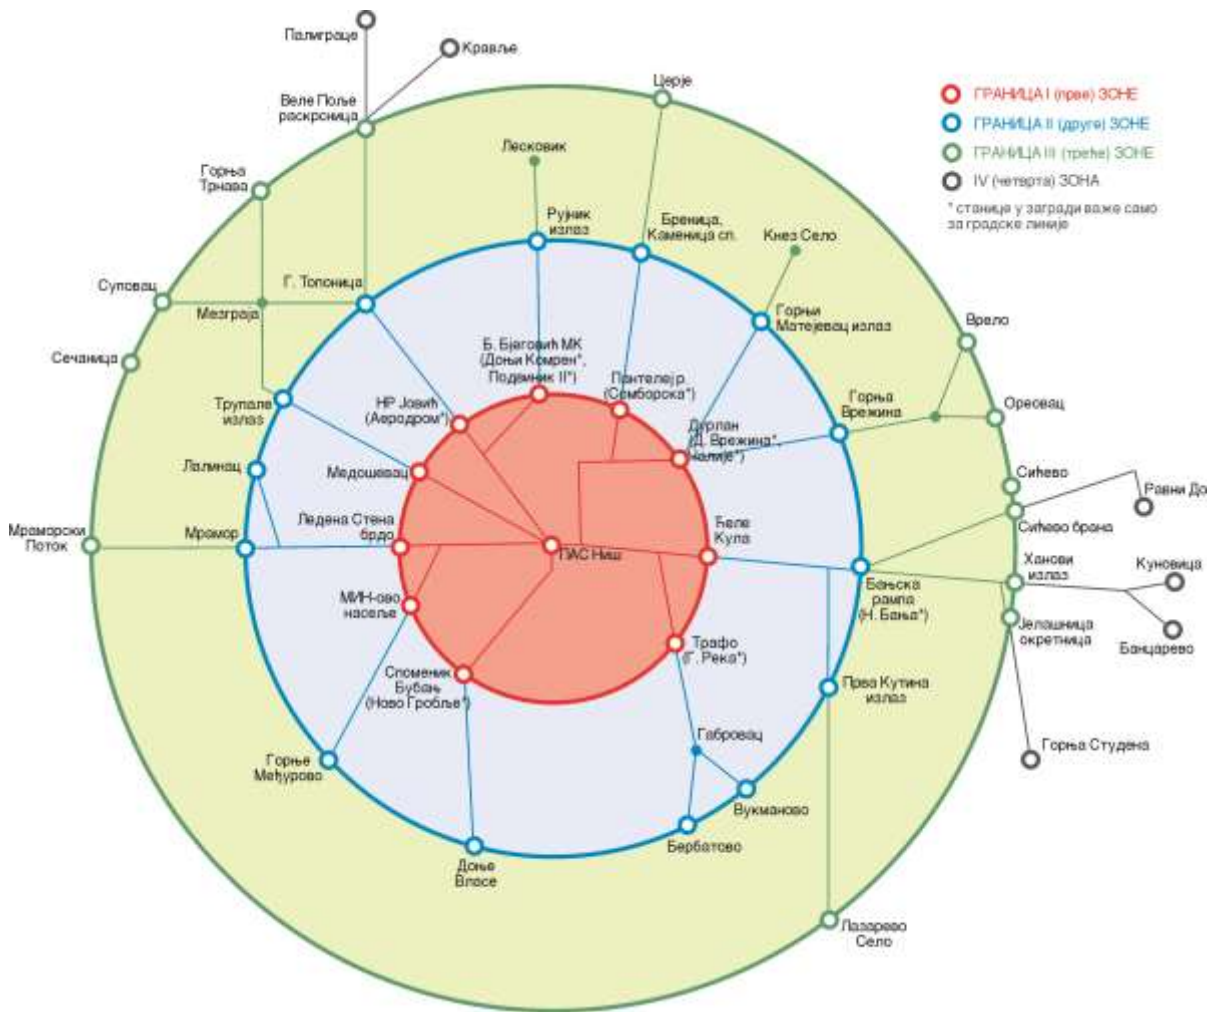 Палиграце
Кравље
Веле Поље
раскрсница
Церје
ГРАНИЦА I (прве) ЗОНЕ
ГРАНИЦА II (друге) ЗОНЕ
ГРАНИЦА III (треће) ЗОНЕ
IV (четврта) ЗОНА
* станице у загради важе само
за градске линије
Лесковик
Горња
Трнава
Рујник
излаз
Бреница,
Каменица сп.
Кнез Село
Суповац
Г. Топоница
Мезграја
Горњи
Матејевац излаз
Врело
Сечаница
Б. Бјеговић МК
(Доњи Комрен*,
Подвиник II*)
Пантелеј р.
(Сомборска*)
Трупале
излаз
НР Јовић
(Аеродром*)
Горња
Врежина
Ореовац
Дурлан
(Д. Врежина*,
Чалије*)
Лалинац
Медошевац
Сићево
Равни До
Мраморски
Поток
Мрамор
Ледена Стена
брдо
ПАС Ниш
Ћеле
Кула
Сићево брана
Ханови
излаз
Куновица
Бањска
рампа
(Н. Бања*)
МИН-ово
насеље
Јелашница
окретница
Банцарево
Трафо
(Г. Река*)
Споменик
Бубањ
(Ново Гробље*)
Прва Кутина
излаз
Габровац
Горња Студена
Горње
Међурово
Вукманово
Бербатово
Доње
Власе
Лазарево
Село